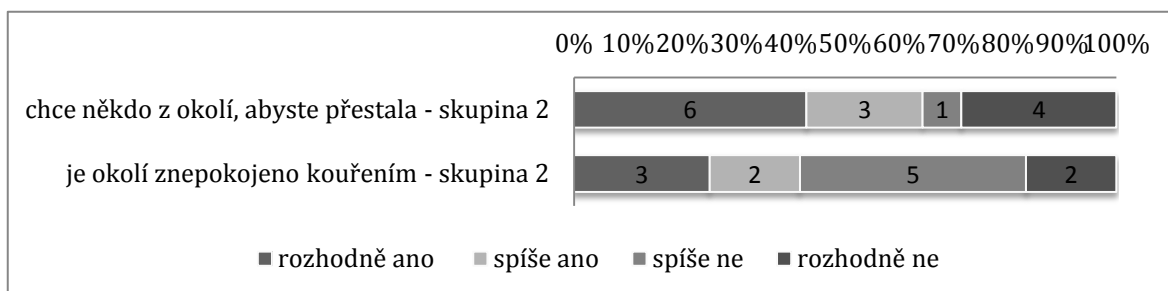 0% 10%20%30%40%50%60%70%80%90%100%
chce někdo z okolí, abyste přestala - skupina 2 6 3 1 4
je okolí znepokojeno kouřením - skupina 2 3 2 5 2
rozhodně ano spíše ano spíše ne rozhodně ne